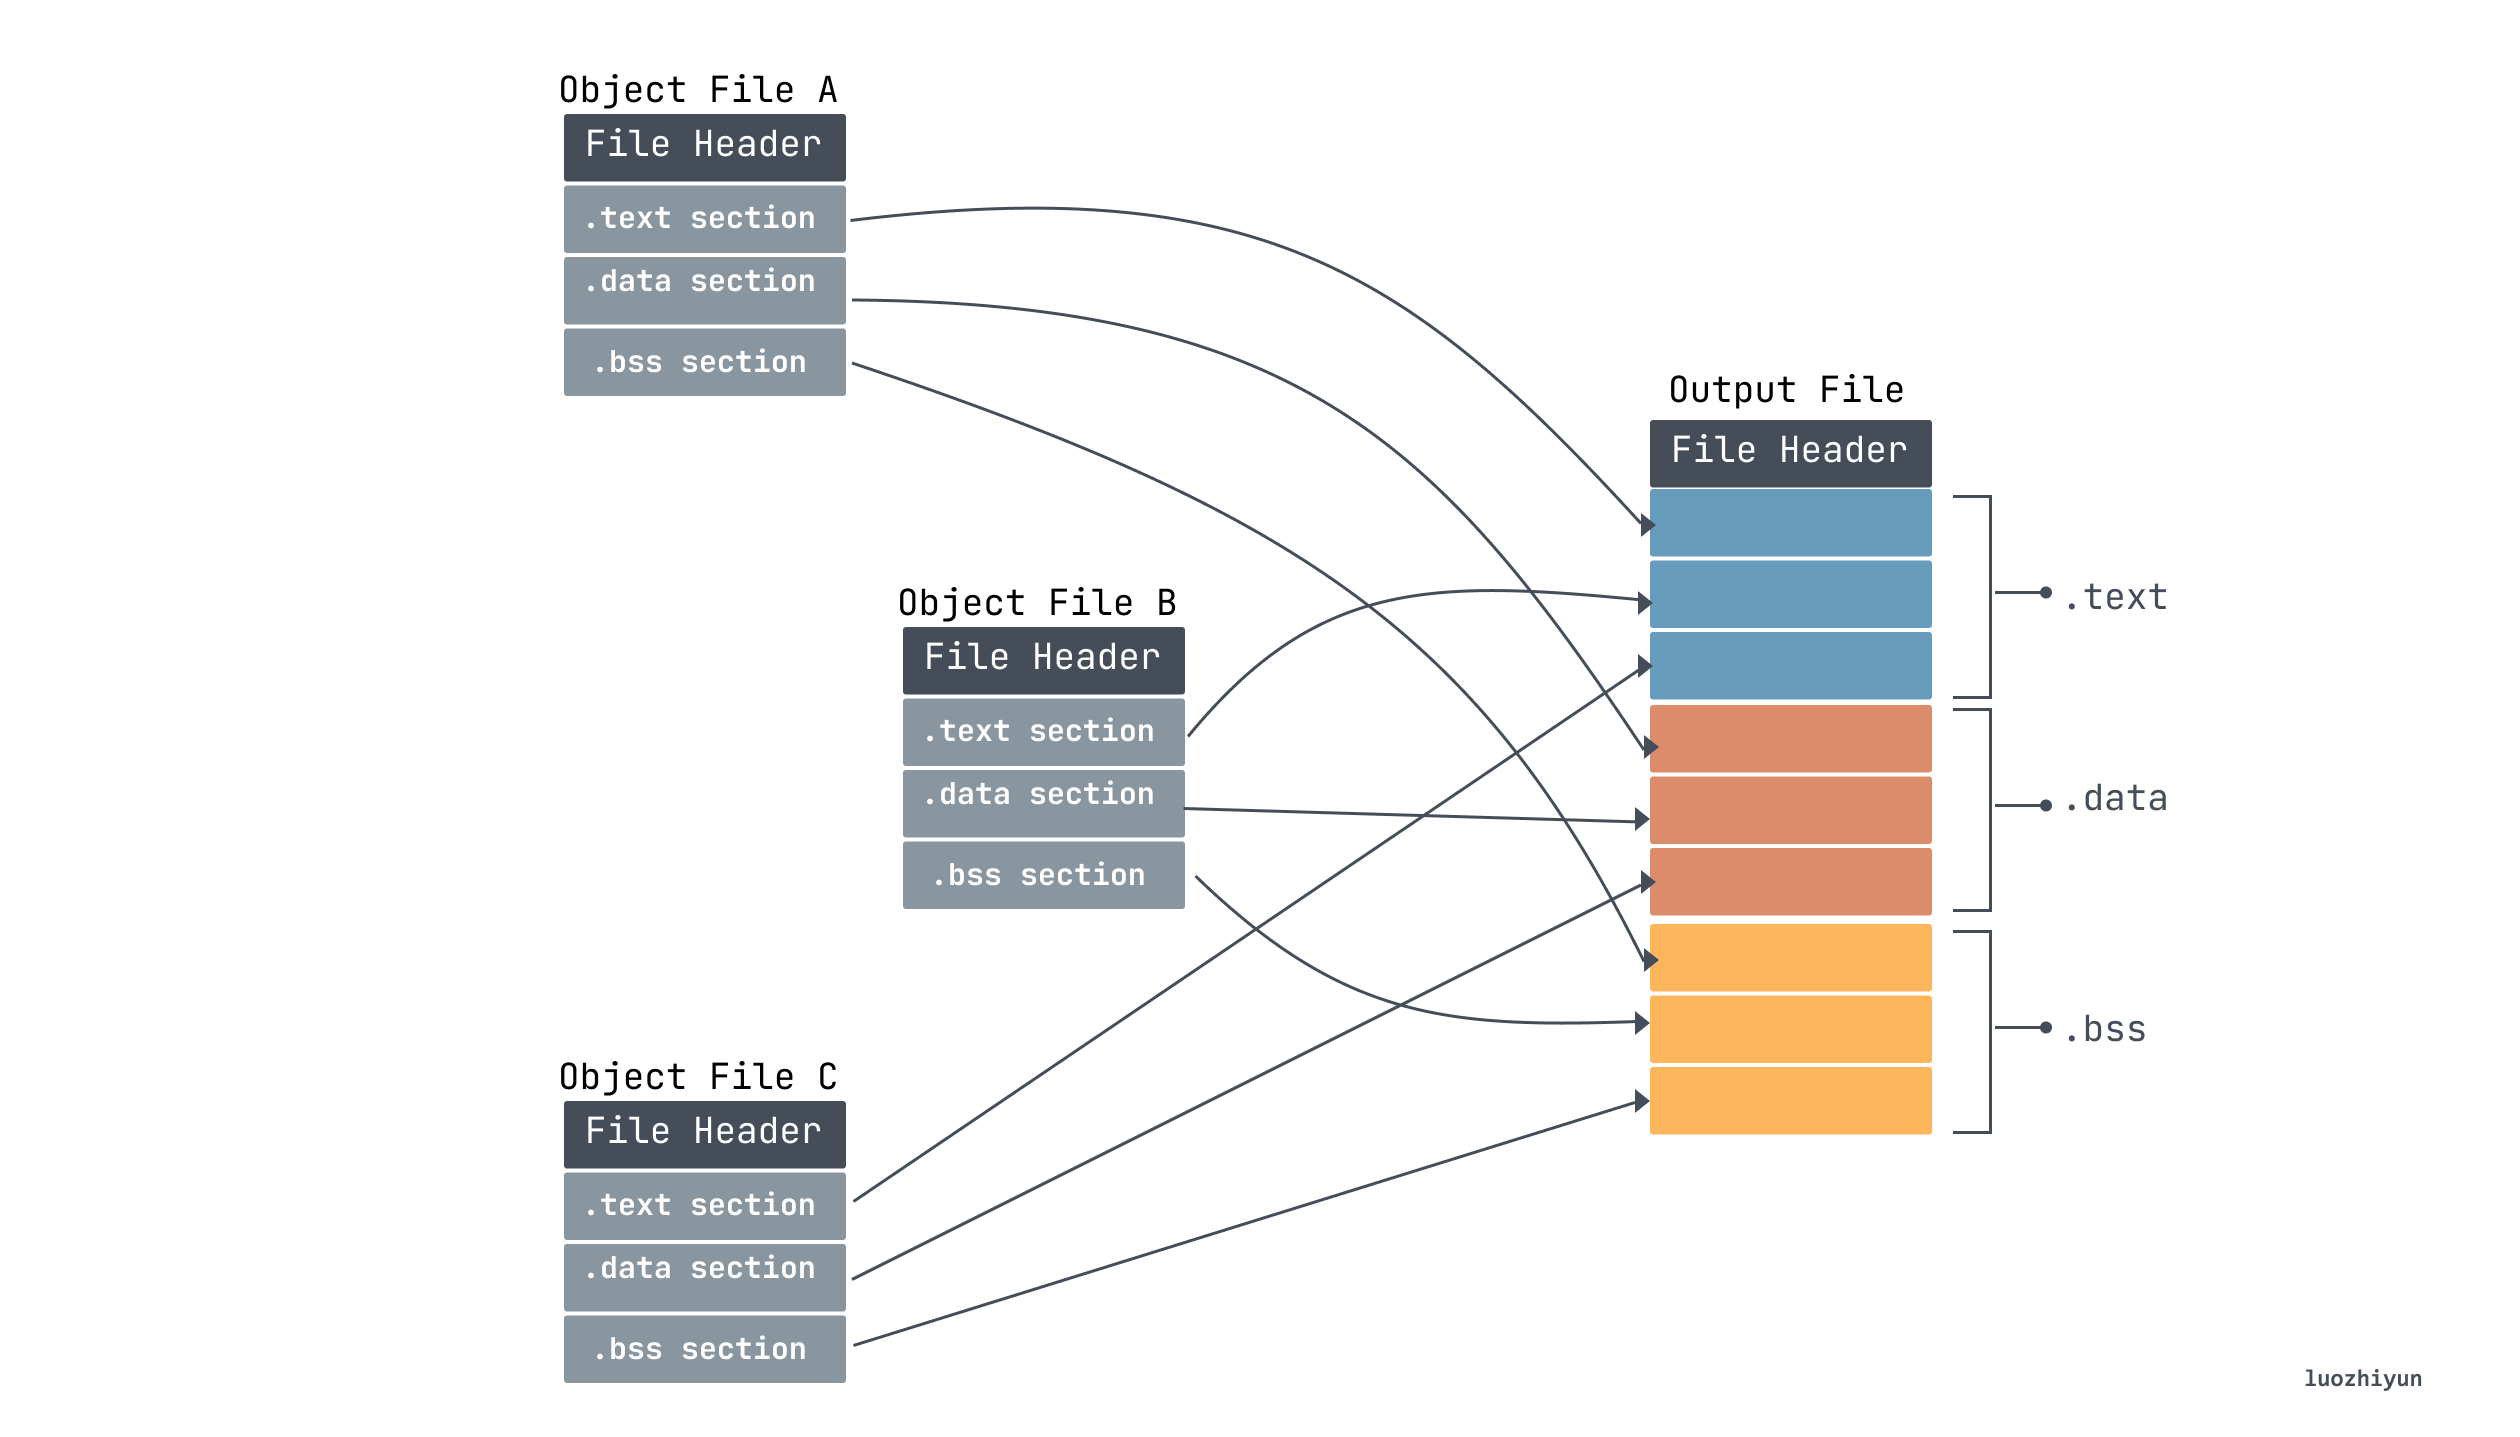 Object File A
File Header
.text section
.data section
.bss section
Object File B
File Header
.text section
.data section
.bss section
Object File C
File Header
.text section
.data section
.bss section
Output File
File Header
.text
.data
.bss
luozhiyun